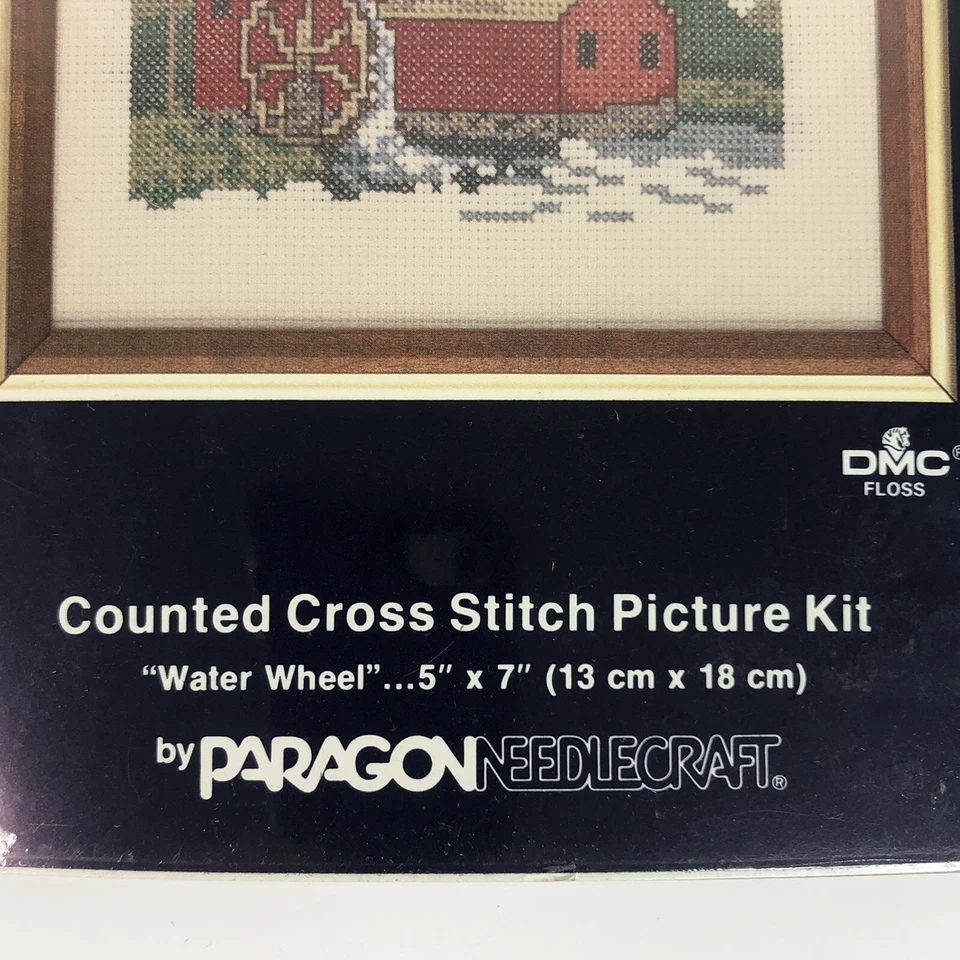 DMC®
FLOSS
Counted Cross Stitch Picture Kit
“Water Wheel”...5″ x 7″ (13 cm x 18 cm)
by PARAGON NEEDLECRAFT®